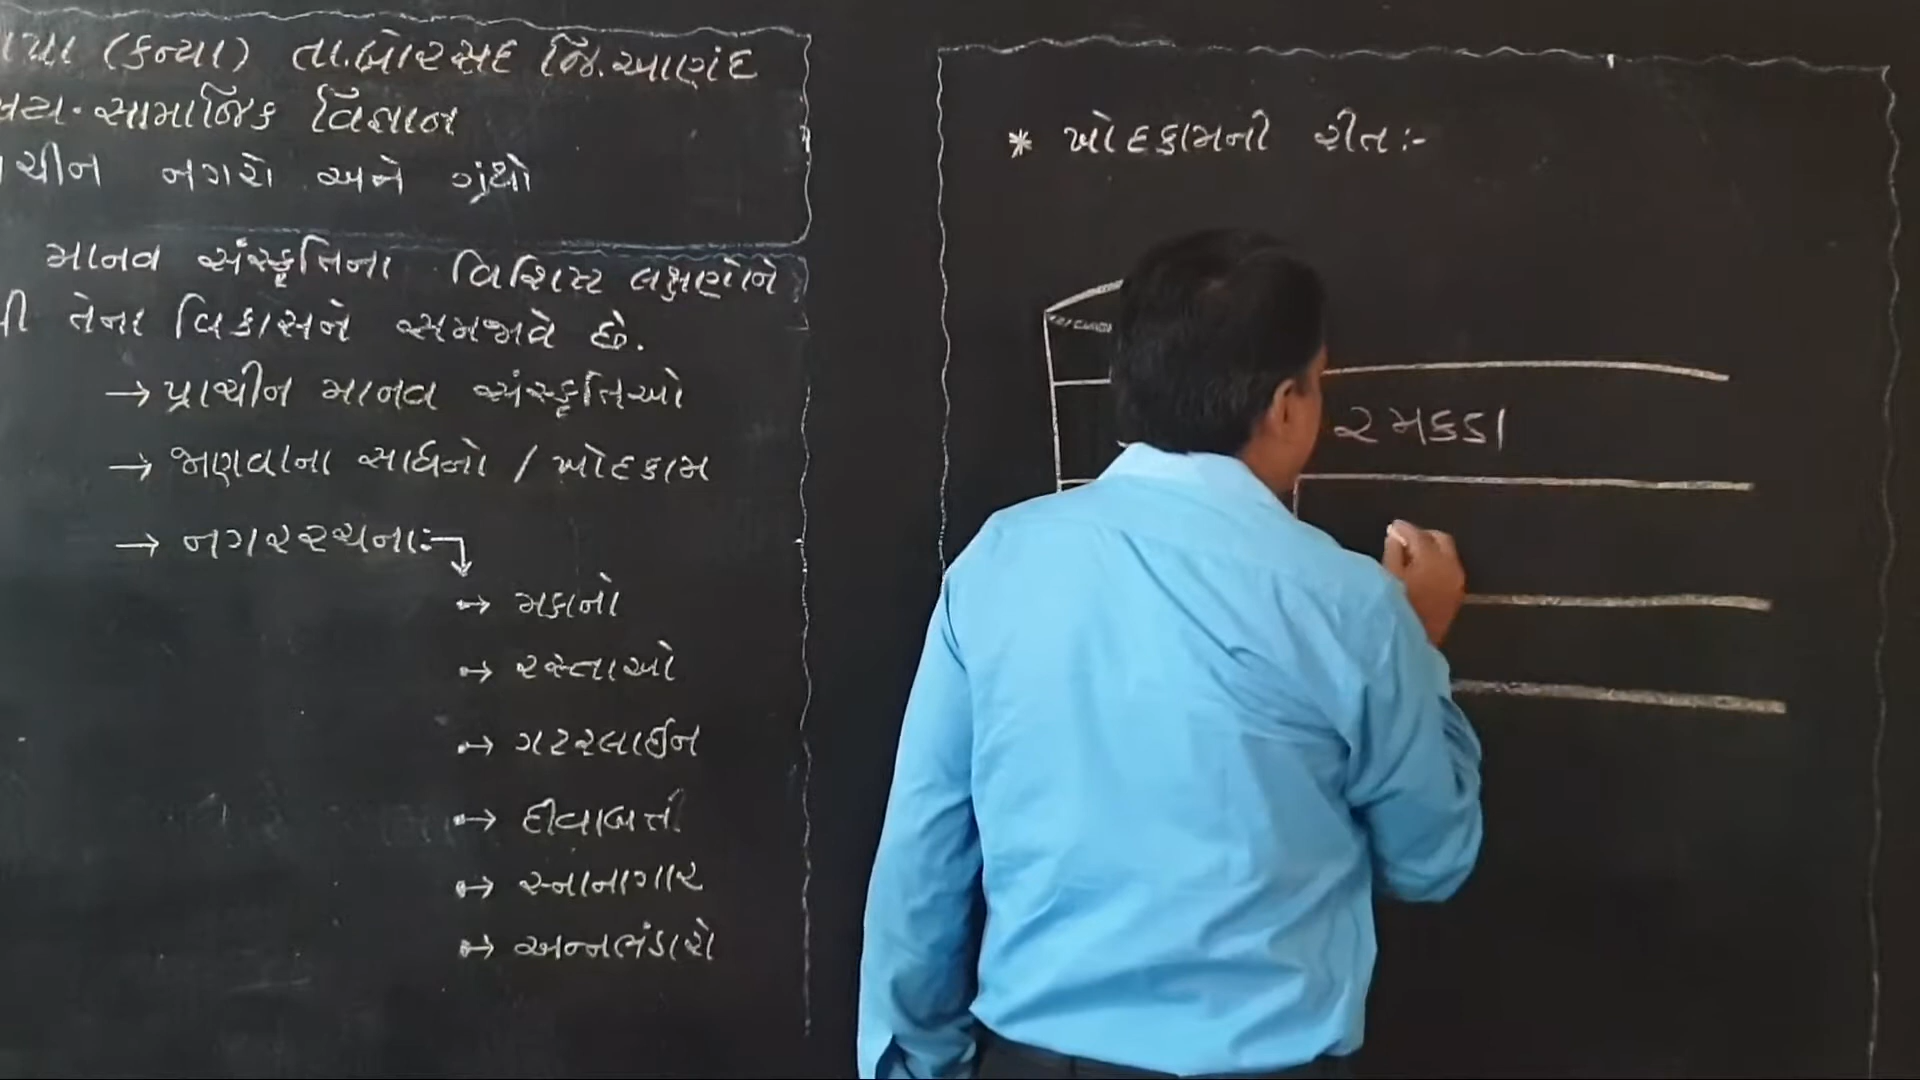 (કન્યા) તા.બોરસદ જિ.આણંદ
સામાજિક વિજ્ઞાન
ચીન નગરો અને ગ્રંથો
માનવ સંસ્કૃતિના વિશિષ્ટ લક્ષણોને
તેના વિકાસને સમજાવે છે.
→ પ્રાચીન માનવ સંસ્કૃતિઓ
→ જાણવાના સાધનો / ખોદકામ
→ નગરરચના:-
→ મકાનો
→ રસ્તાઓ
→ ગટરલાઈન
→ દીવાબત્તી
→ સ્નાનાગાર
→ અન્નભંડારો
* ખોદકામની રીત:-
રમકડા